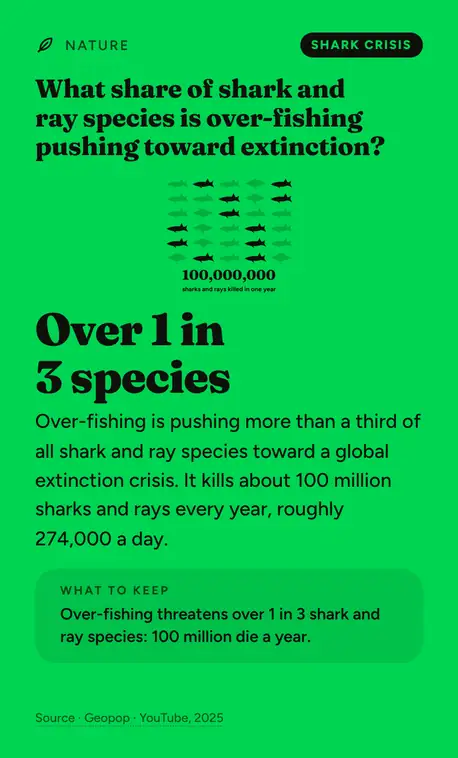 NATURE
SHARK CRISIS
What share of shark and
ray species is over-fishing
pushing toward extinction?
100,000,000
sharks and rays killed in one year
Over 1 in
3 species
Over-fishing is pushing more than a third of
all shark and ray species toward a global
extinction crisis. It kills about 100 million
sharks and rays every year, roughly
274,000 a day.
WHAT TO KEEP
Over-fishing threatens over 1 in 3 shark and
ray species: 100 million die a year.
Source · Geopop · YouTube, 2025